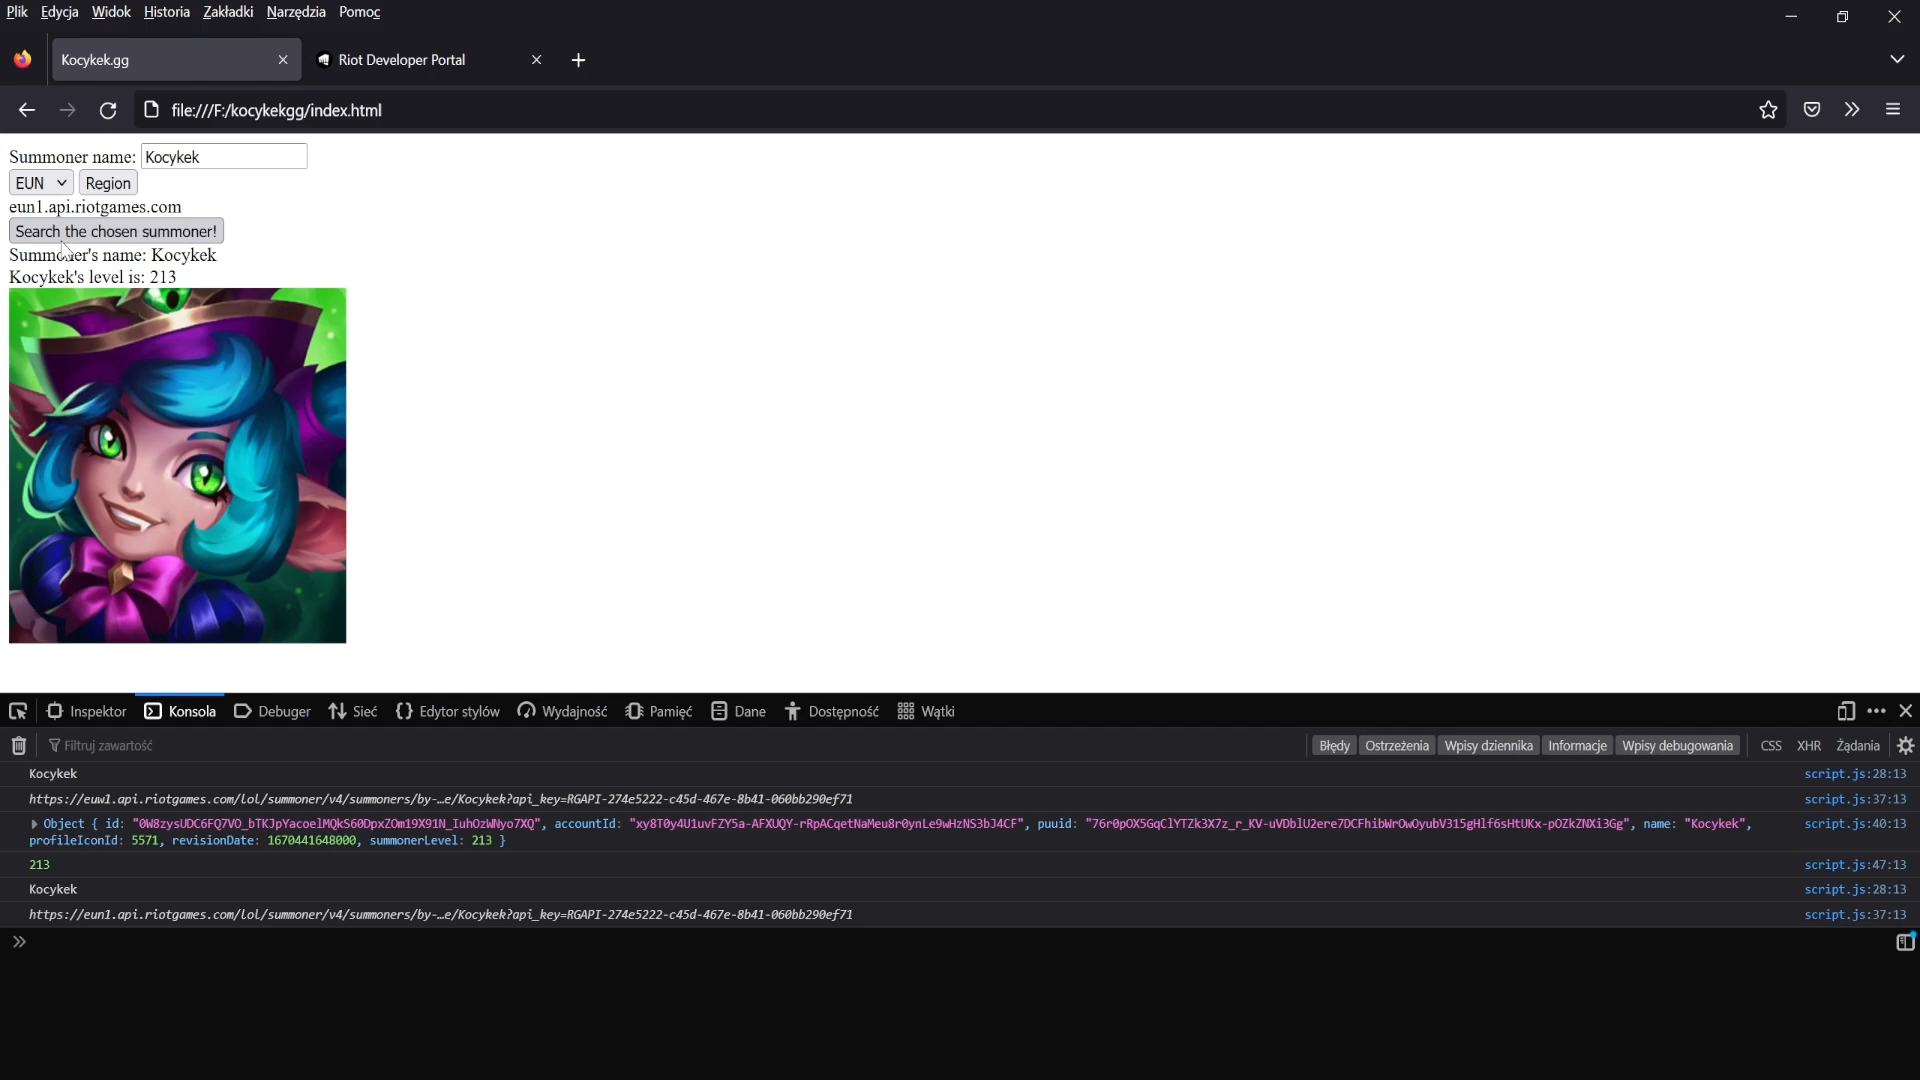 Plik Edycja Widok Historia Zakładki Narzędzia Pomoc
Kocykek.gg
Riot Developer Portal
file:///F:/kocykekgg/index.html
Summoner name: Kocykek
EUN Region
eun1.api.riotgames.com
Search the chosen summoner!
Summoner's name: Kocykek
Kocykek's level is: 213
Inspektor Konsola Debuger Sieć Edytor stylów Wydajność Pamięć Dane Dostępność Wątki
Filtruj zawartość Błędy Ostrzeżenia Wpisy dziennika Informacje Wpisy debugowania CSS XHR Żądania
Kocykek script.js:28:13
https://euw1.api.riotgames.com/lol/summoner/v4/summoners/by-…e/Kocykek?api_key=RGAPI-274e5222-c45d-467e-8b41-060bb290ef71 script.js:37:13
Object { id: "0W8zysUDC6FQ7VO_bTKJpYacoelMQkS60DpxZOm19X91N_IuhOzWNyo7XQ", accountId: "xy8T0y4U1uvFZY5a-AFXUQY-rRpACqetNaMeu8r0ynLe9wHzNS3bJ4CF", puuid: "76r0pOX5GqClYTZk3X7z_r_KV-uVDblU2ere7DCFhibWrOwOyubV315gHlf6sHtUKx-pOZkZNXi3Gg", name: "Kocykek", script.js:40:13
profileIconId: 5571, revisionDate: 1670441648000, summonerLevel: 213 }
213 script.js:47:13
Kocykek script.js:28:13
https://eun1.api.riotgames.com/lol/summoner/v4/summoners/by-…e/Kocykek?api_key=RGAPI-274e5222-c45d-467e-8b41-060bb290ef71 script.js:37:13